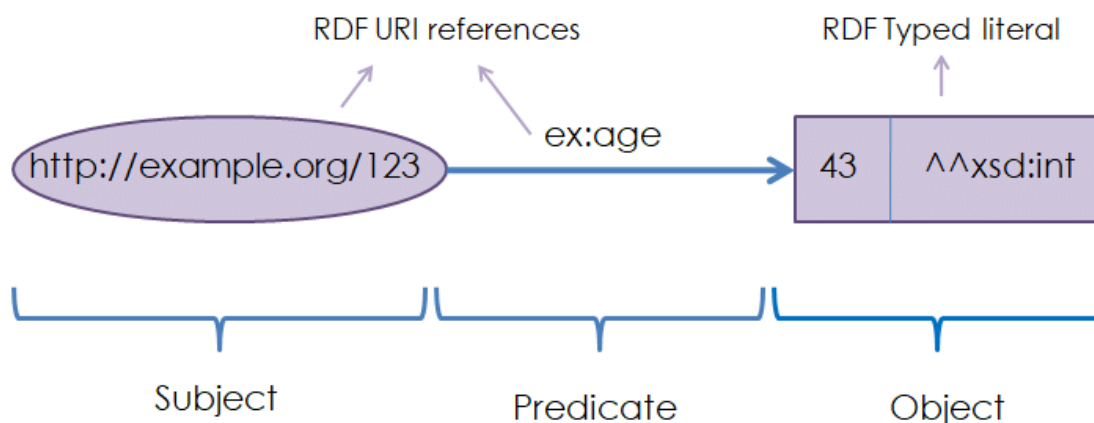 RDF URI references
RDF Typed literal
ex:age
http://example.org/123
43
^^xsd:int
Subject
Predicate
Object